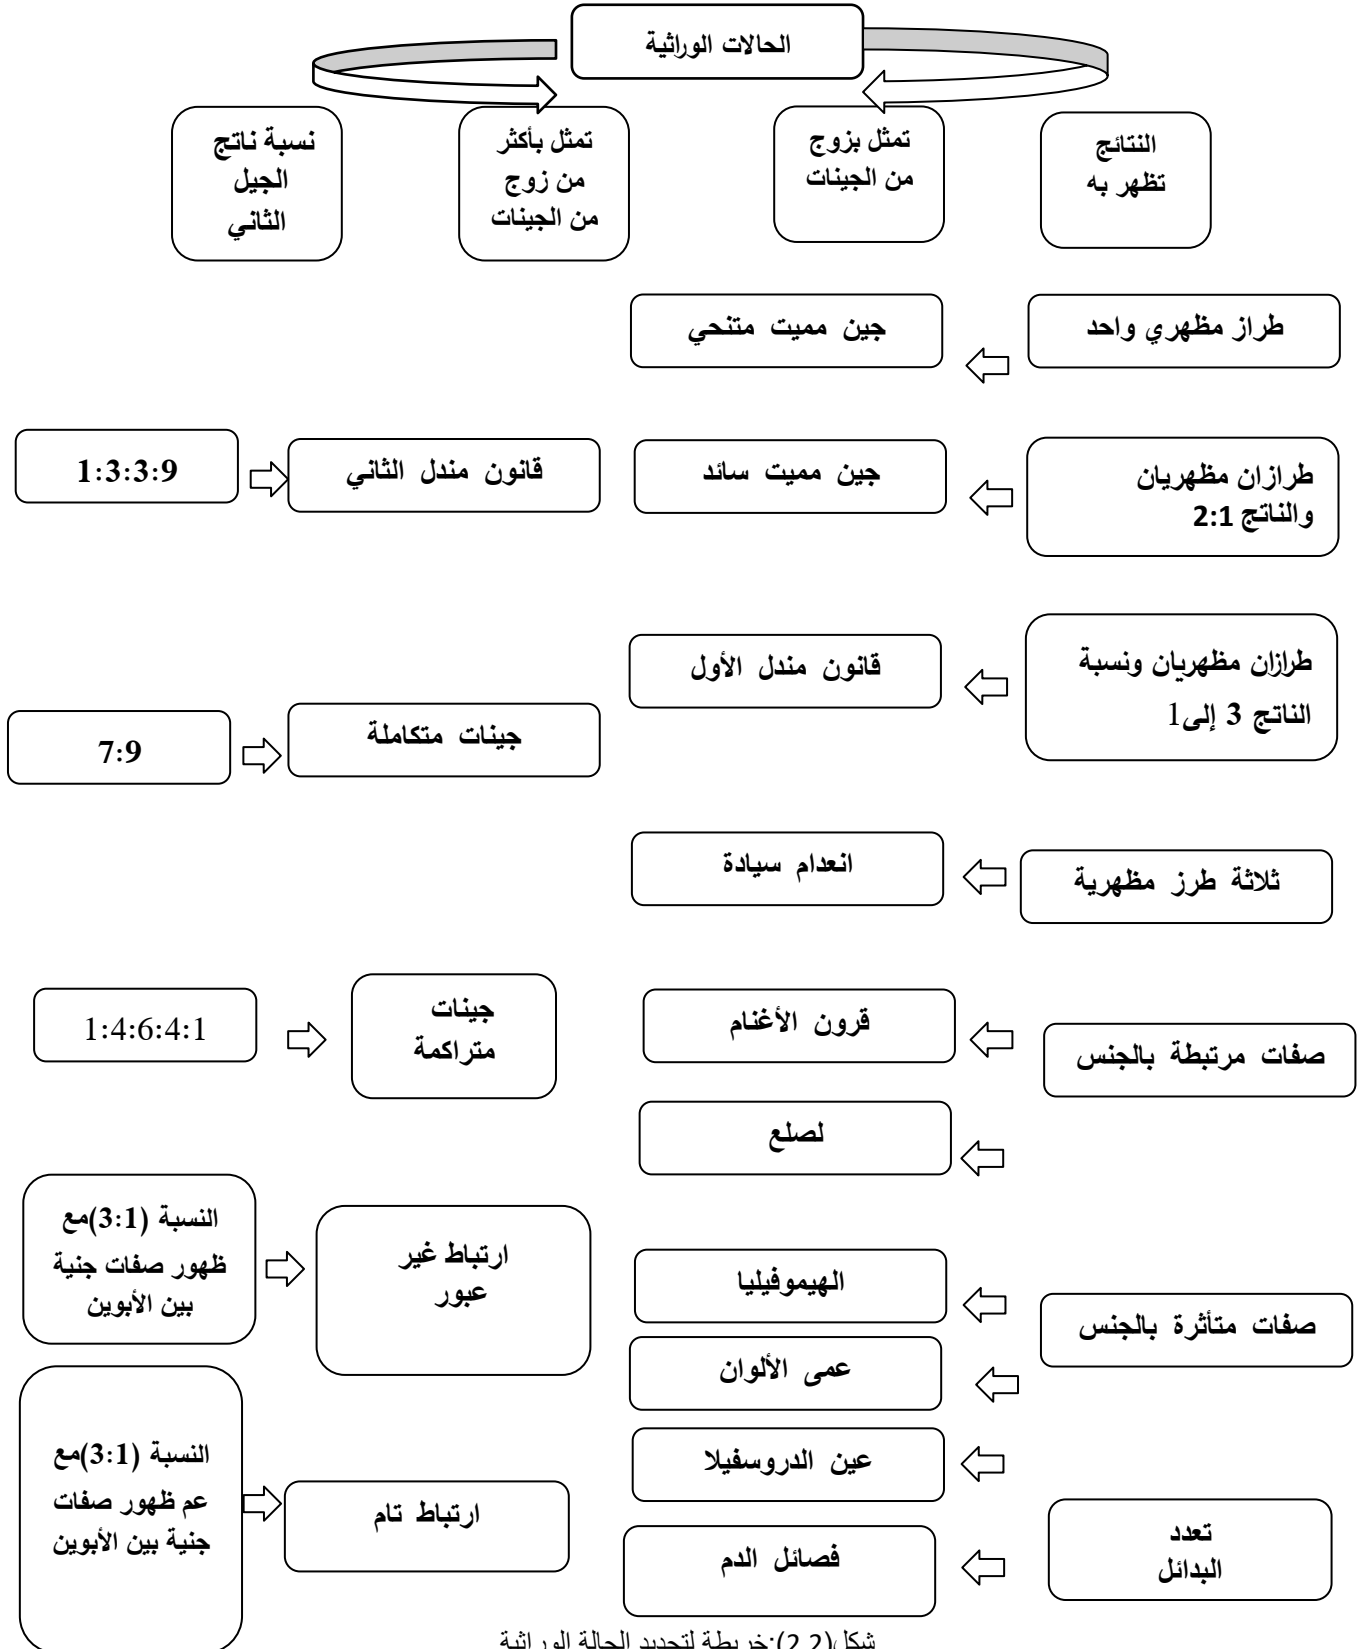 الحالات الوراثية
النتائج
تظهر به
تمثل بزوج
من الجينات
تمثل بأكثر
من زوج
من الجينات
نسبة ناتج
الجيل
الثاني
طراز مظهري واحد
جين مميت متنحي
طرازان مظهريان
والناتج 2:1
جين مميت سائد
قانون مندل الثاني
1:3:3:9
طرازان مظهريان ونسبة
الناتج 3 إلى1
قانون مندل الأول
جينات متكاملة
7:9
ثلاثة طرز مظهرية
انعدام سيادة
صفات مرتبطة بالجنس
قرون الأغنام
جينات
متراكمة
1:4:6:4:1
لصلع
صفات متأثرة بالجنس
الهيموفيليا
ارتباط غير
عبور
النسبة (3:1)مع
ظهور صفات جنية
بين الأبوين
عمى الألوان
عين الدروسفيلا
تعدد
البدائل
فصائل الدم
ارتباط تام
النسبة (3:1)مع
عم ظهور صفات
جنية بين الأبوين
شكل(2.2):خريطة لتحديد الحالة الوراثية